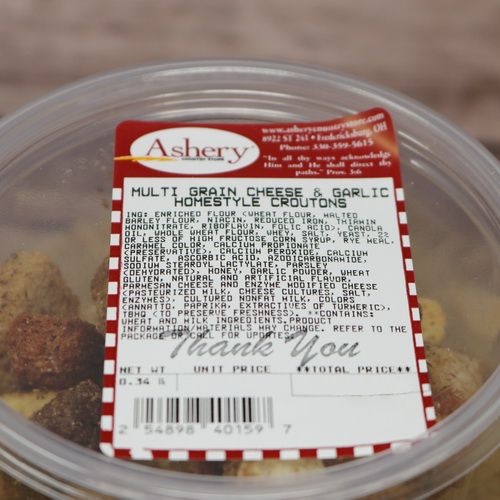 Ashery
COUNTRY STORE
www.asherycountrystore.com
8922 ST 241 • Fredericksburg, OH
Phone: 330-359-5615
"In all thy ways acknowledge
Him and He shall direct thy
paths." Prov. 3:6
MULTI GRAIN CHEESE & GARLIC
HOMESTYLE CROUTONS
ING: ENRICHED FLOUR <WHEAT FLOUR, MALTED
BARLEY FLOUR, NIACIN, REDUCED IRON, THIAMIN
MONONITRATE, RIBOFLAVIN, FOLIC ACID>, CANOLA
OIL, WHOLE WHEAT FLOUR, WHEY, SALT, YEAST, 2%
OR LESS OF HIGH FRUCTOSE CORN SYRUP, RYE MEAL,
CARAMEL COLOR, CALCIUM PROPIONATE
<PRESERVATIVE>, CALCIUM PEROXIDE, CALCIUM
SULFATE, ASCORBIC ACID, AZODICARBONAMIDE,
SODIUM STEAROYL LACTYLATE, PARSLEY
<DEHYDRATED>, HONEY, GARLIC POWDER, WHEAT
GLUTEN, NATURAL AND ARTIFICIAL FLAVOR,
PARMESAN CHEESE AND ENZYME MODIFIED CHEESE
<PASTEURIZED MILK, CHEESE CULTURES, SALT,
ENZYMES>, CULTURED NONFAT MILK, COLORS
<ANNATTO, PAPRIKA, EXTRACTIVES OF TURMERIC>,
TBHQ <TO PRESERVE FRESHNESS>. **CONTAINS:
WHEAT AND MILK INGREDIENTS.PRODUCT
INFORMATION/MATERIALS MAY CHANGE. REFER TO THE
PACKAGE OR CALL FOR UPDATES.
Thank You
NET WT UNIT PRICE **TOTAL PRICE**
0.34 lb
2 54898 40159 7